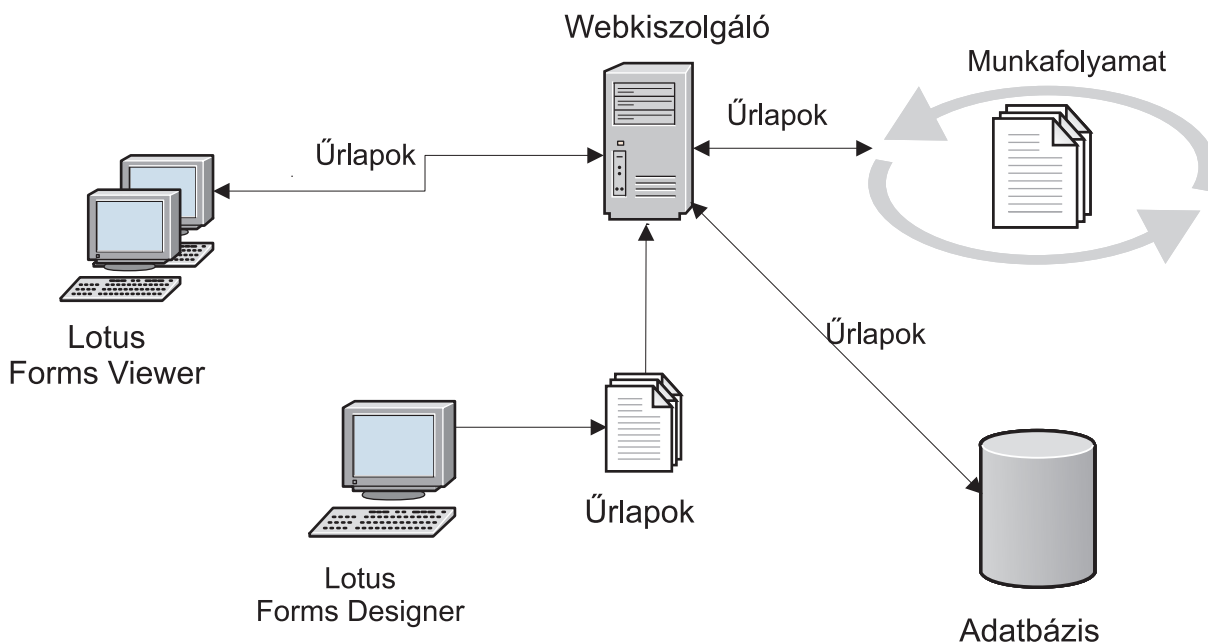 Webkiszolgáló
Munkafolyamat
Űrlapok
Űrlapok
Lotus
Forms Viewer
Űrlapok
Űrlapok
Lotus
Forms Designer
Adatbázis